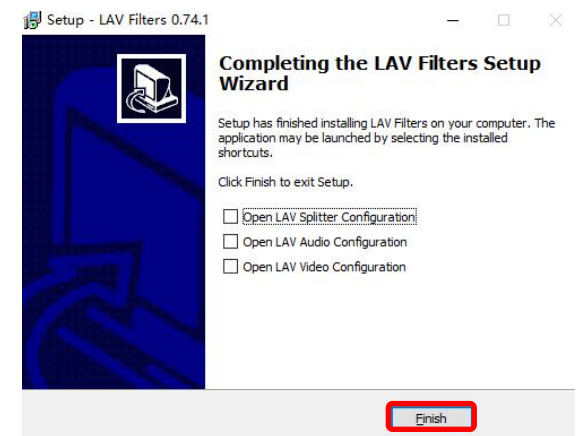 Setup - LAV Filters 0.74.1
Completing the LAV Filters Setup
Wizard
Setup has finished installing LAV Filters on your computer. The
application may be launched by selecting the installed
shortcuts.
Click Finish to exit Setup.
Open LAV Splitter Configuration
Open LAV Audio Configuration
Open LAV Video Configuration
Finish